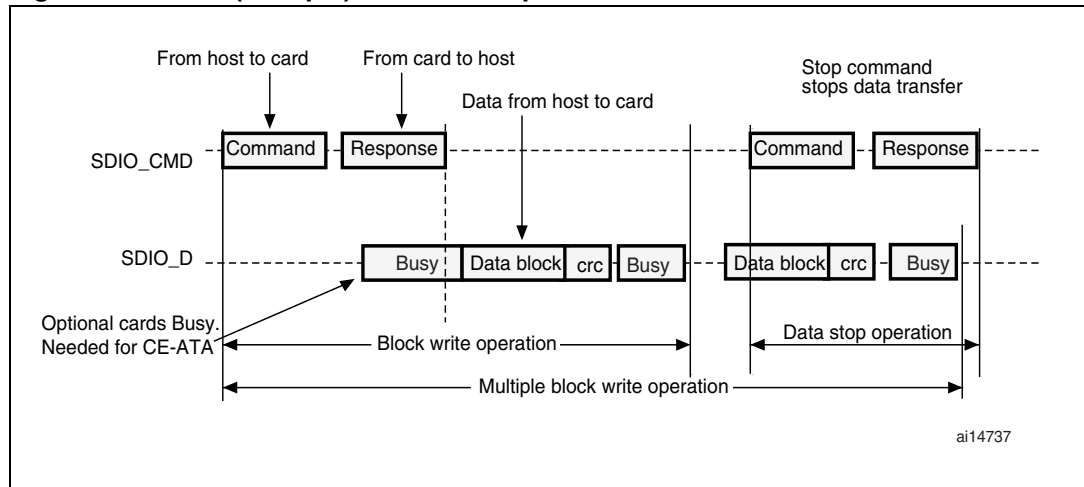 From host to card
From card to host
Data from host to card
Stop command
stops data transfer
SDIO_CMD
Command
Response
Command
Response
SDIO_D
Busy
Data block
crc
Busy
Data block
crc
Busy
Optional cards Busy.
Needed for CE-ATA
Block write operation
Data stop operation
Multiple block write operation
ai14737